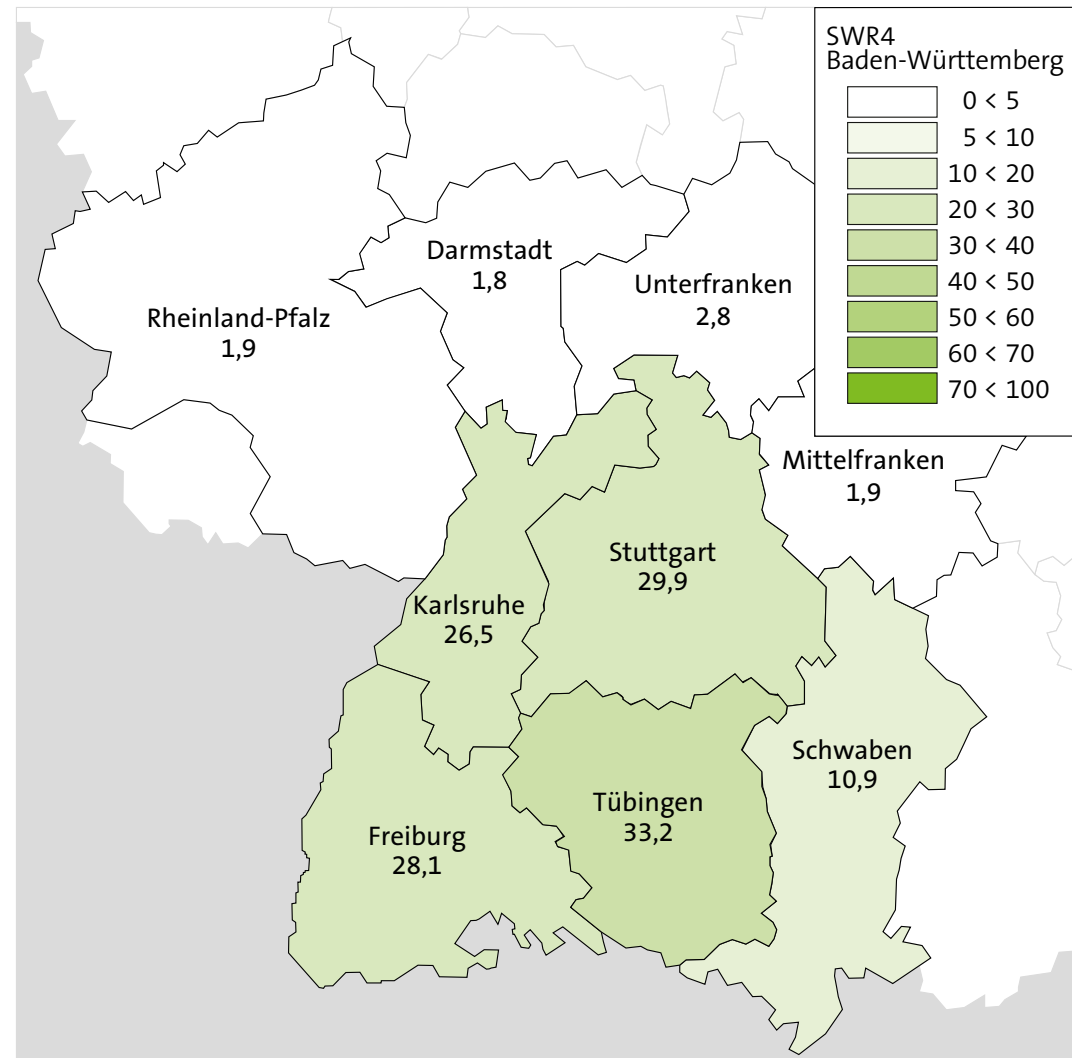 SWR4
Baden-Württemberg
0 < 5
5 < 10
10 < 20
20 < 30
30 < 40
40 < 50
50 < 60
60 < 70
70 < 100
Darmstadt
1,8
Unterfranken
2,8
Rheinland-Pfalz
1,9
Mittelfranken
1,9
Stuttgart
29,9
Karlsruhe
26,5
Schwaben
10,9
Tübingen
33,2
Freiburg
28,1